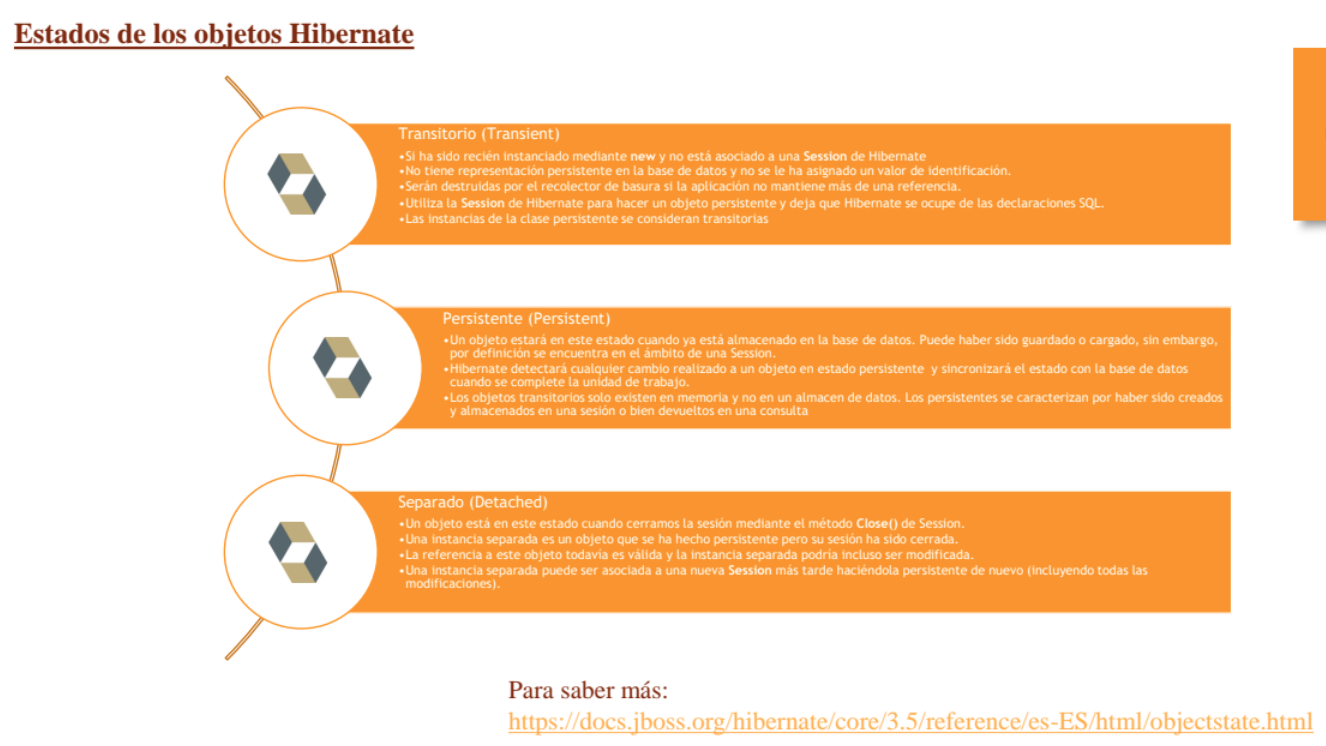 Estados de los objetos Hibernate
Transitorio (Transient)
•Si ha sido recién instanciado mediante new y no está asociado a una Session de Hibernate
•No tiene representación persistente en la base de datos y no se le ha asignado un valor de identificación.
•Serán destruidas por el recolector de basura si la aplicación no mantiene más de una referencia.
•Utiliza la Session de Hibernate para hacer un objeto persistente y deja que Hibernate se ocupe de las declaraciones SQL.
•Las instancias de la clase persistente se consideran transitorias
Persistente (Persistent)
•Un objeto estará en este estado cuando ya está almacenado en la base de datos. Puede haber sido guardado o cargado, sin embargo,
por definición se encuentra en el ámbito de una Session.
•Hibernate detectará cualquier cambio realizado a un objeto en estado persistente y sincronizará el estado con la base de datos
cuando se complete la unidad de trabajo.
•Los objetos transitorios solo existen en memoria y no en un almacen de datos. Los persistentes se caracterizan por haber sido creados
y almacenados en una sesión o bien devueltos en una consulta
Separado (Detached)
•Un objeto está en este estado cuando cerramos la sesión mediante el método Close() de Session.
•Una instancia separada es un objeto que se ha hecho persistente pero su sesión ha sido cerrada.
•La referencia a este objeto todavía es válida y la instancia separada podría incluso ser modificada.
•Una instancia separada puede ser asociada a una nueva Session más tarde haciéndola persistente de nuevo (incluyendo todas las
modificaciones).
Para saber más:
https://docs.jboss.org/hibernate/core/3.5/reference/es-ES/html/objectstate.html